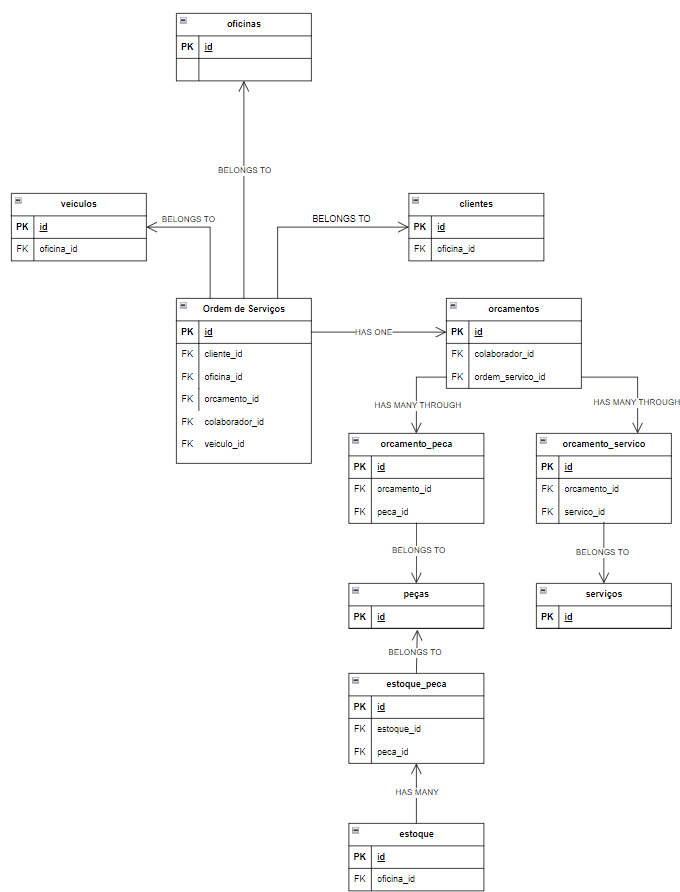 oficinas
PK id
BELONGS TO
veiculos
PK id
FK oficina_id
BELONGS TO
BELONGS TO
clientes
PK id
FK oficina_id
Ordem de Serviços
PK id
FK cliente_id
FK oficina_id
FK orcamento_id
FK colaborador_id
FK veiculo_id
HAS ONE
orcamentos
PK id
FK colaborador_id
FK ordem_servico_id
HAS MANY THROUGH
HAS MANY THROUGH
orcamento_peca
PK id
FK orcamento_id
FK peca_id
orcamento_servico
PK id
FK orcamento_id
FK servico_id
BELONGS TO
BELONGS TO
peças
PK id
serviços
PK id
BELONGS TO
estoque_peca
PK id
FK estoque_id
FK peca_id
HAS MANY
estoque
PK id
FK oficina_id